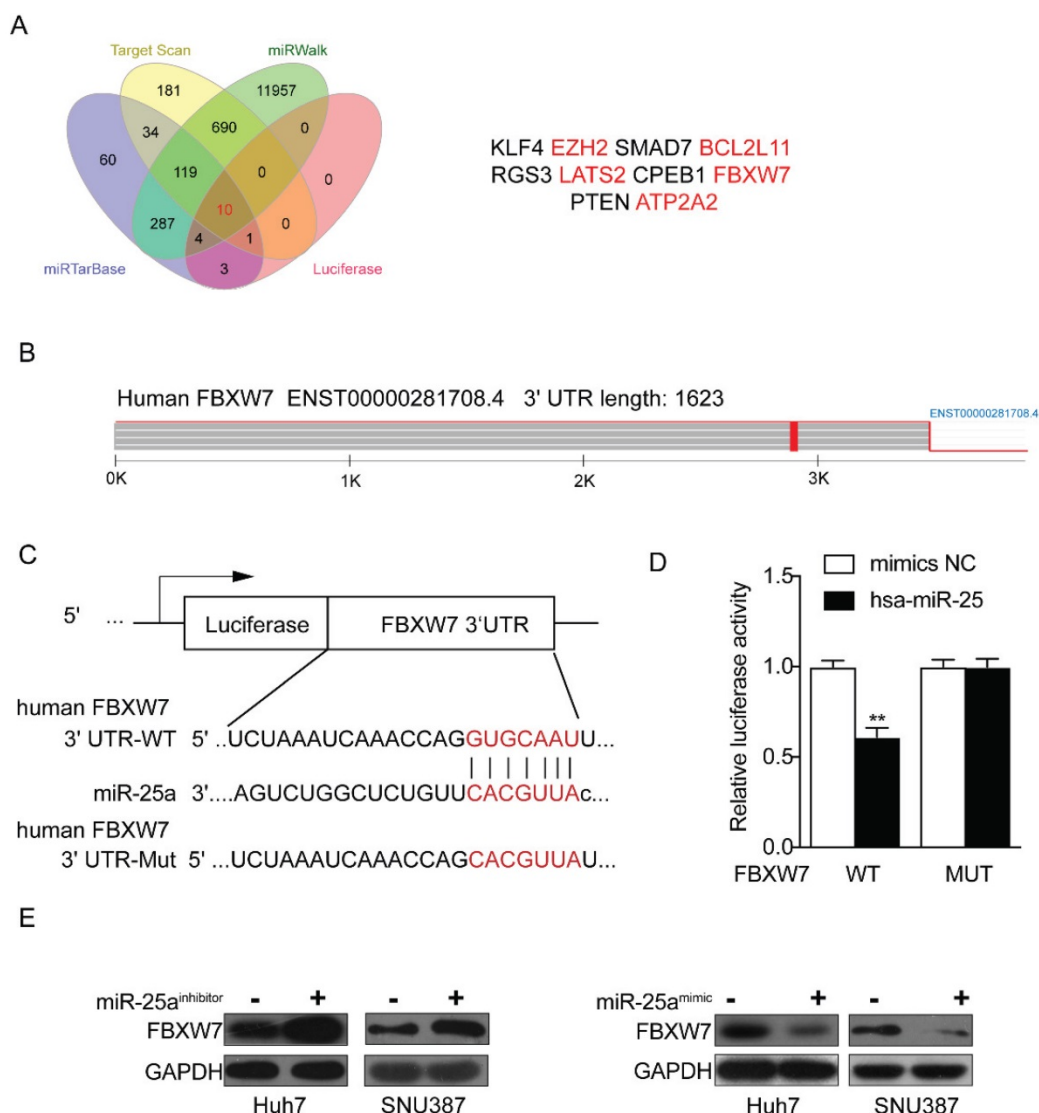 A
Target Scan
miRWalk
181
11957
34
690
0
60
119
0
0
10
287
4
1
0
miRTarBase
3
Luciferase
KLF4 EZH2 SMAD7 BCL2L11
RGS3 LATS2 CPEB1 FBXW7
PTEN ATP2A2
B
Human FBXW7 ENST00000281708.4 3' UTR length: 1623
ENST00000281708.4
0K 1K 2K 3K
C
5' ...
Luciferase FBXW7 3'UTR
human FBXW7
3' UTR-WT 5' ..UCUAAAUCAAACCAGGUGCAAUU...
miR-25a 3'....AGUCUGGCUCUGUUCACGUUAc...
human FBXW7
3' UTR-Mut 5' ...UCUAAAUCAAACCAGCACGUUAU...
D
mimics NC
hsa-miR-25
Relative luciferase activity
1.5
1.0
0.5
0.0
**
FBXW7 WT MUT
E
miR-25a inhibitor - + - +
FBXW7
GAPDH
Huh7 SNU387
miR-25a mimic - + - +
FBXW7
GAPDH
Huh7 SNU387